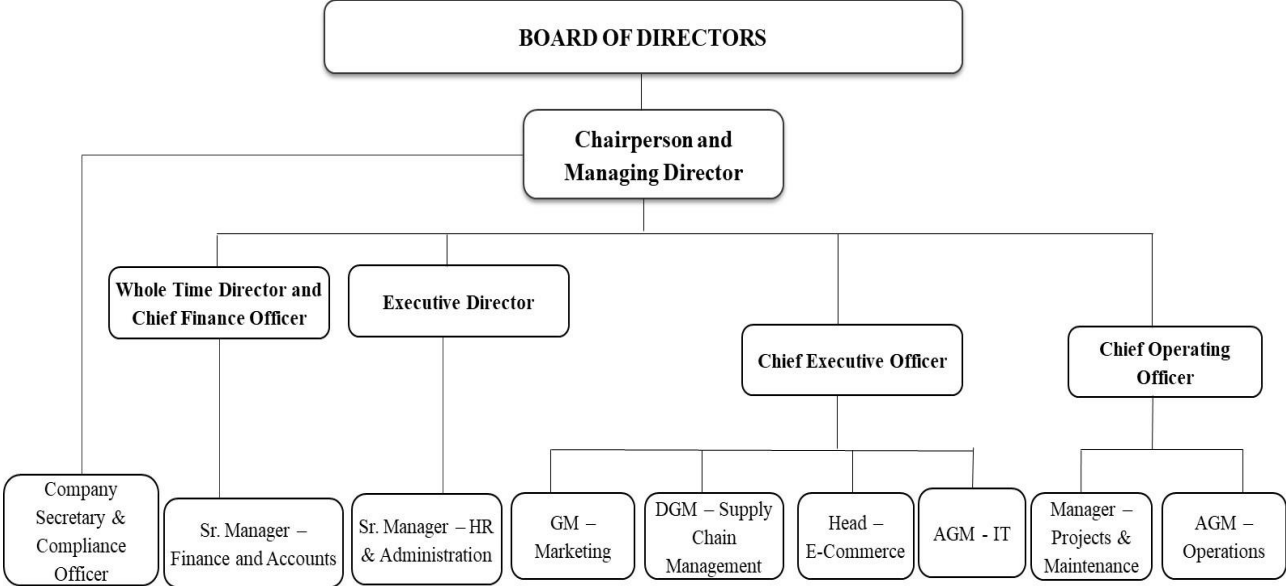 BOARD OF DIRECTORS
Chairperson and
Managing Director
Whole Time Director and
Chief Finance Officer
Executive Director
Chief Executive Officer
Chief Operating
Officer
Company
Secretary &
Compliance
Officer
Sr. Manager –
Finance and Accounts
Sr. Manager – HR
& Administration
GM –
Marketing
DGM – Supply
Chain
Management
Head –
E-Commerce
AGM - IT
Manager –
Projects &
Maintenance
AGM –
Operations